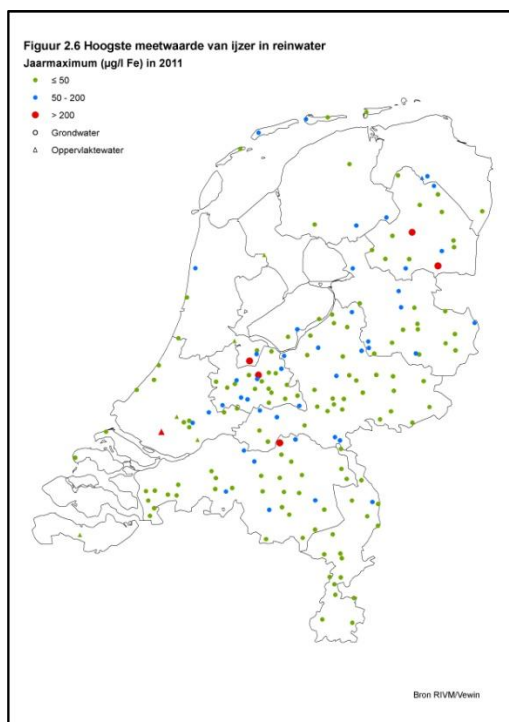 Figuur 2.6 Hoogste meetwaarde van ijzer in reinwater
Jaarmaximum (µg/l Fe) in 2011
≤ 50
50 - 200
> 200
Grondwater
Oppervlaktewater
Bron RIVM/Vewin